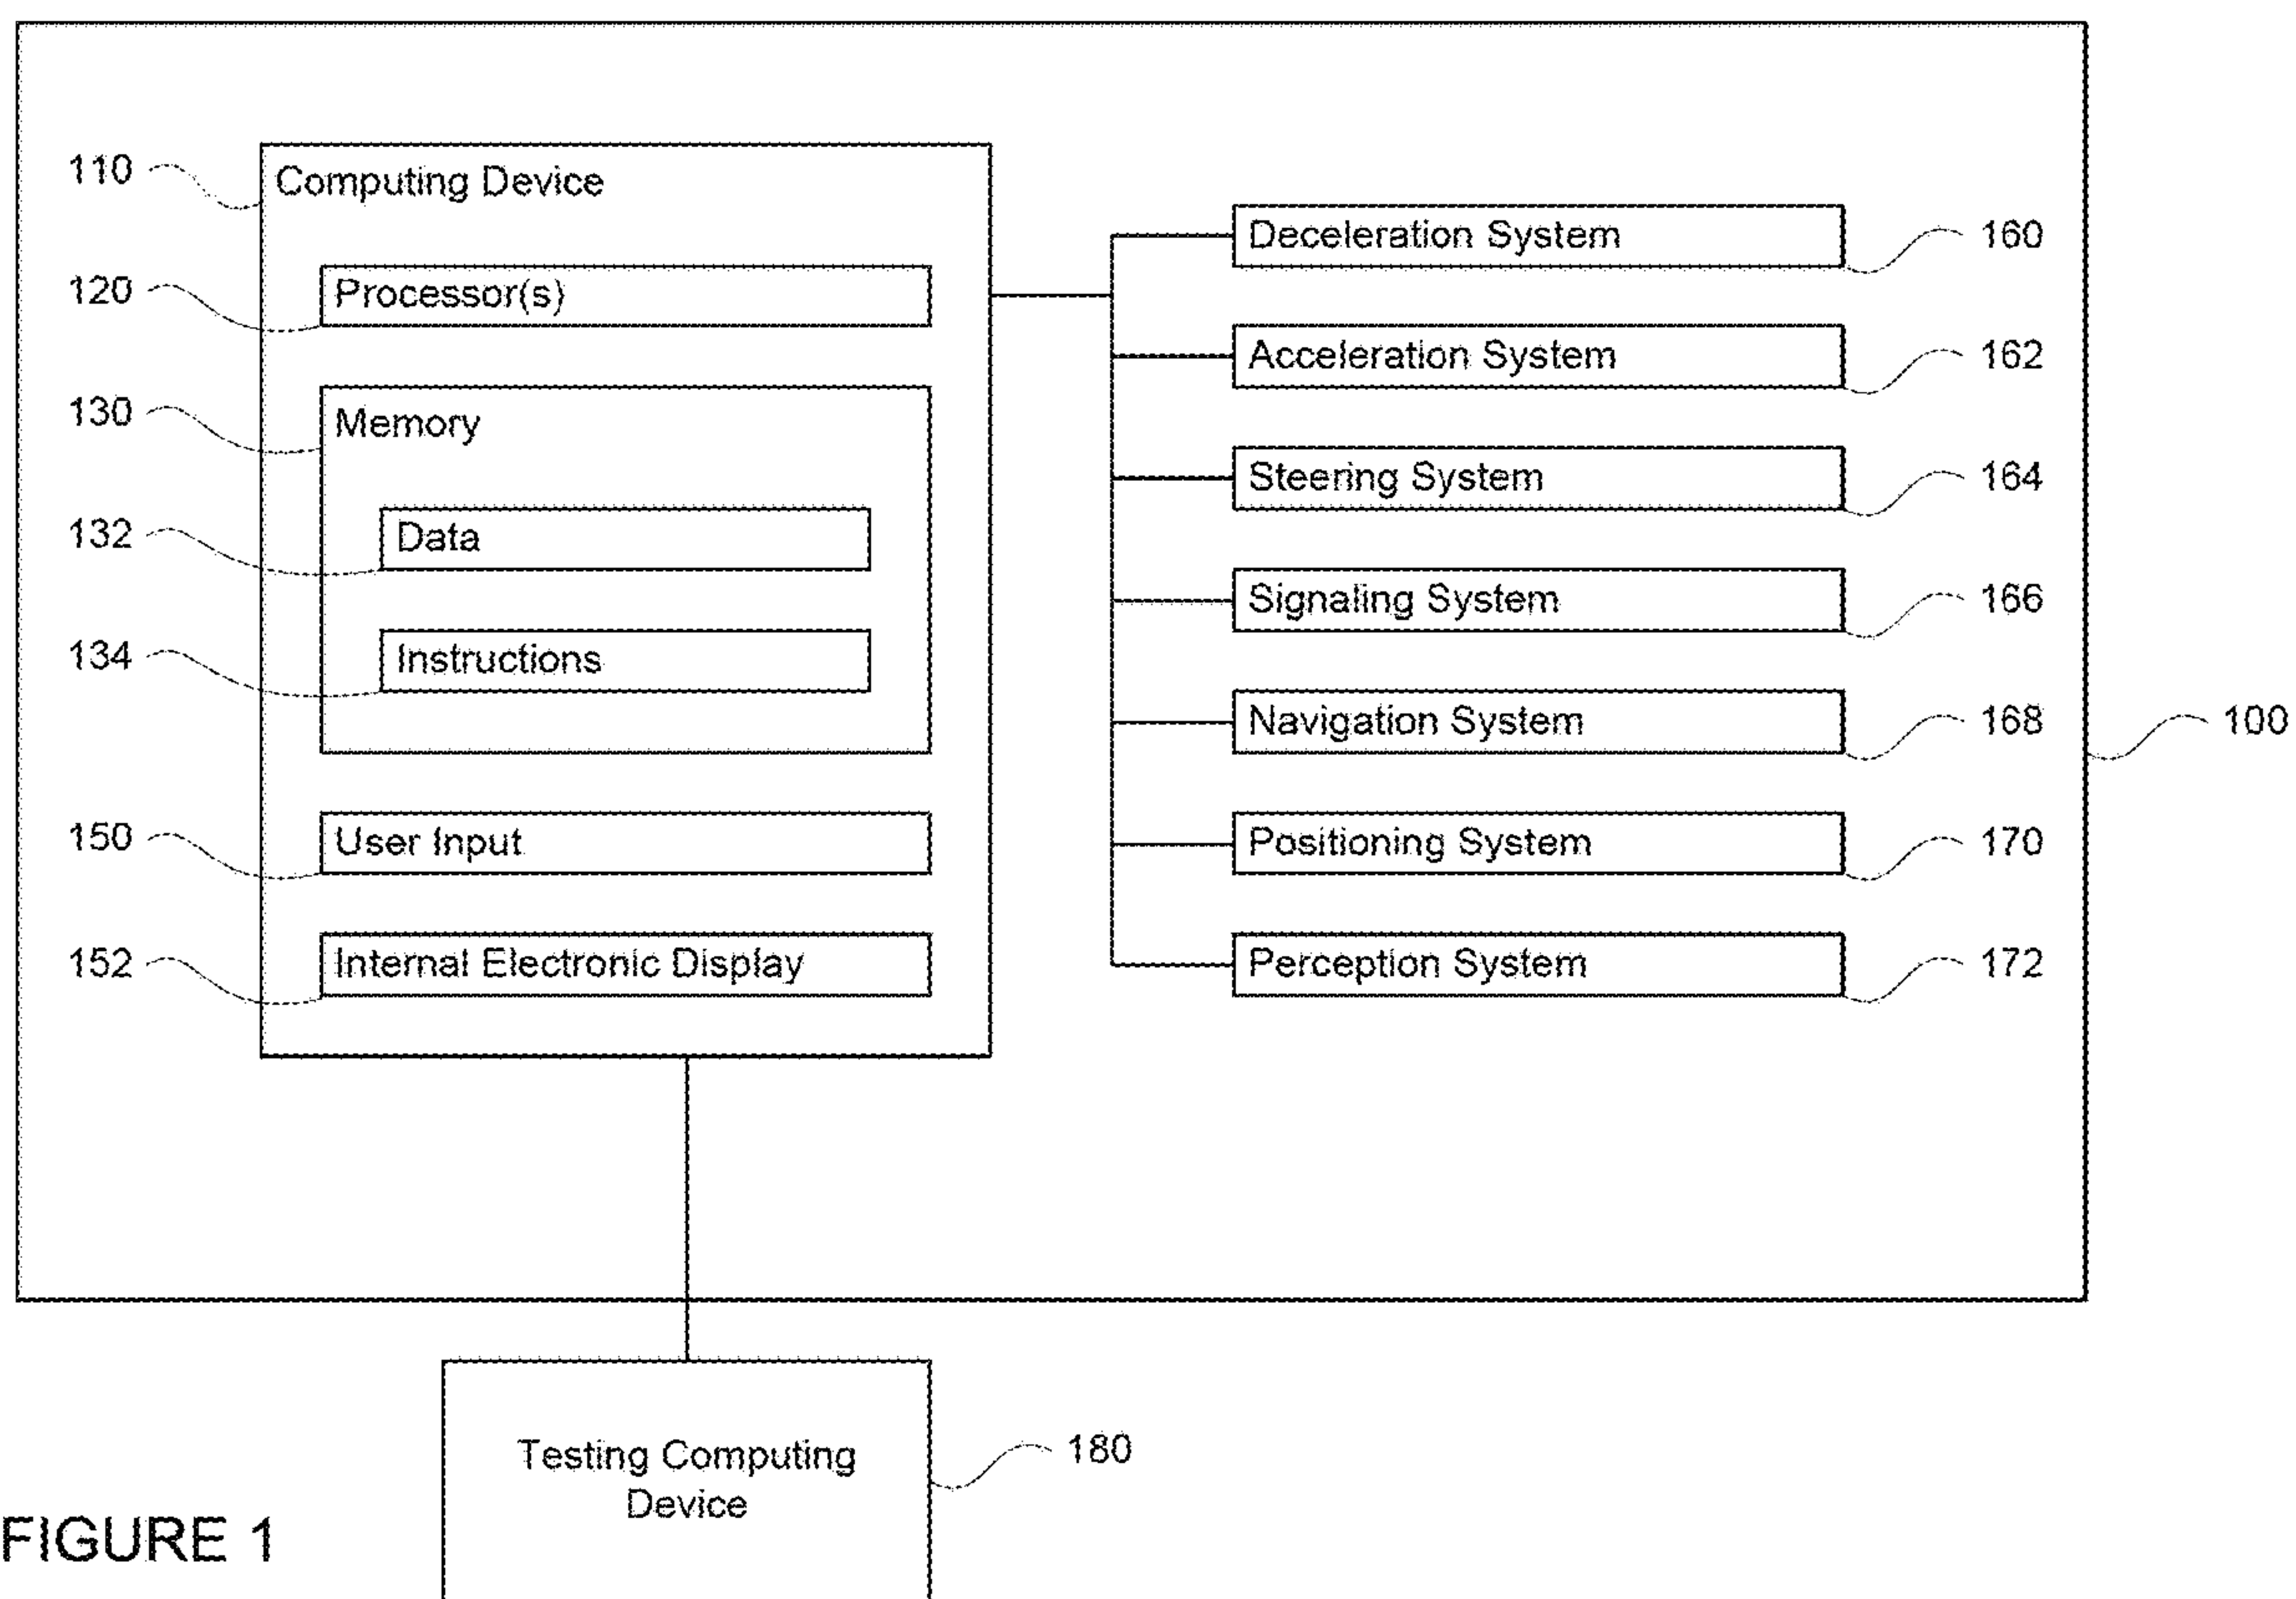 110
Computing Device
120
Processor(s)
130
Memory
132
Data
134
Instructions
150
User Input
152
Internal Electronic Display
Deceleration System
160
Acceleration System
162
Steering System
164
Signaling System
166
Navigation System
168
Positioning System
170
Perception System
172
100
Testing Computing
Device
180
FIGURE 1